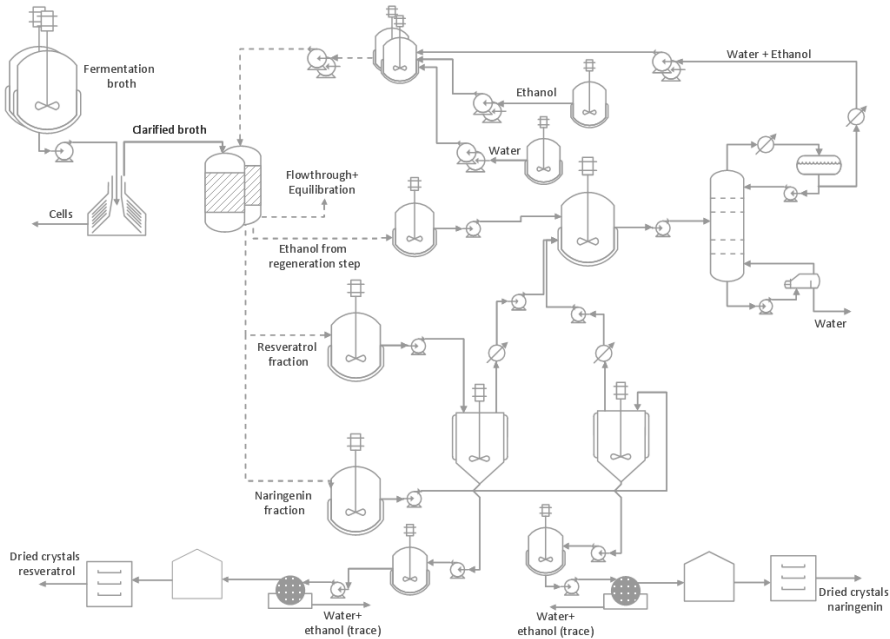 Fermentation
broth
Water + Ethanol
Ethanol
Clarified broth
Water
Flowthrough+
Equilibration
Cells
Ethanol from
regeneration step
Water
Resveratrol
fraction
Naringenin
fraction
Dried crystals
resveratrol
Water+
ethanol (trace)
Water+
ethanol (trace)
Dried crystals
naringenin